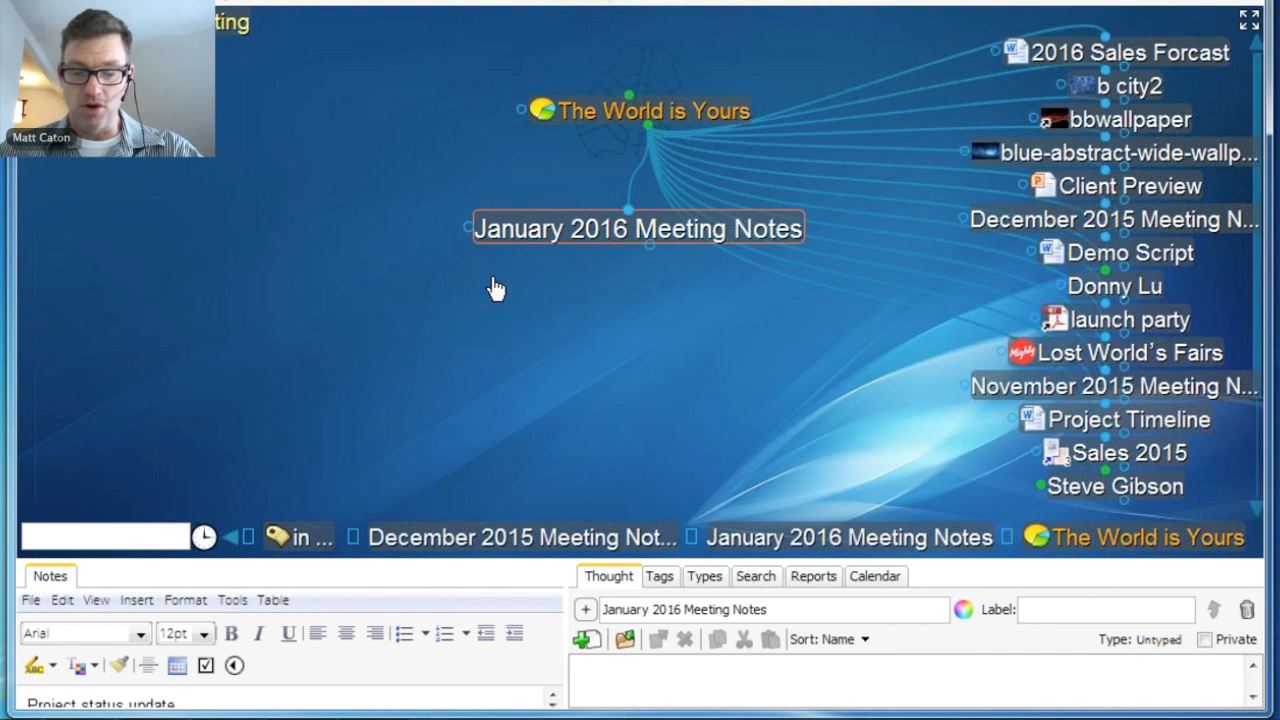 ting
Matt Caton
The World is Yours
January 2016 Meeting Notes
2016 Sales Forcast
b city2
bbwallpaper
blue-abstract-wide-wallp...
Client Preview
December 2015 Meeting N...
Demo Script
Donny Lu
launch party
Mighty Lost World's Fairs
November 2015 Meeting N...
Project Timeline
Sales 2015
Steve Gibson
in ... December 2015 Meeting Not... January 2016 Meeting Notes The World is Yours
Notes
File Edit View Insert Format Tools Table
Arial 12pt B I U
ABC T
Project status update
Thought Tags Types Search Reports Calendar
+ January 2016 Meeting Notes Label:
Sort: Name Type: Untyped Private